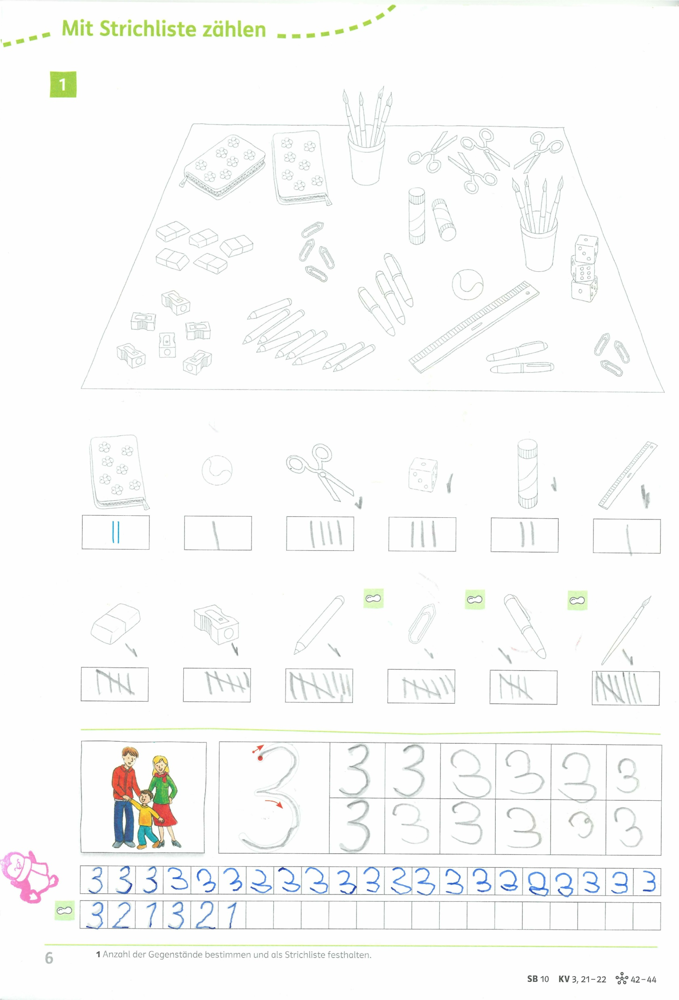 Mit Strichliste zählen
1
3 3 3 3 3 3 3
3 3 3 3 3 3
3 3 3 3 3 3 3 3 3 3 3 3 3 3 3 3 3 3 3 3 3
3 2 1 3 2 1
6
1 Anzahl der Gegenstände bestimmen und als Strichliste festhalten.
SB 10 KV 3, 21–22 42–44